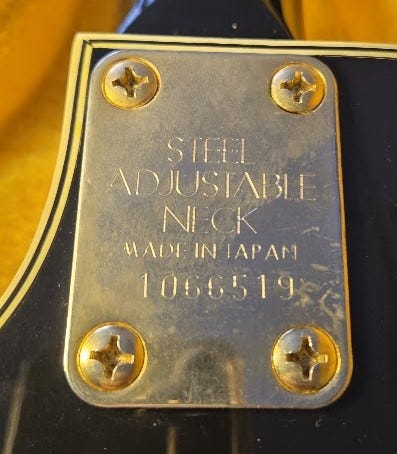 STEEL
ADJUSTABLE
NECK
MADE IN JAPAN
1066519